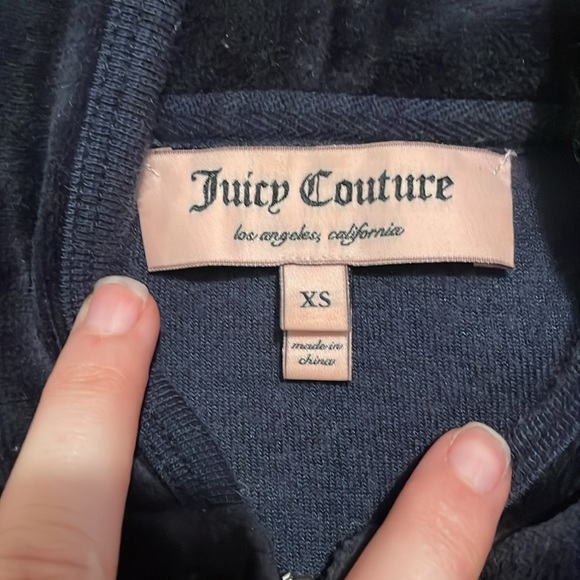 Juicy Couture
los angeles, california
XS
made in
china